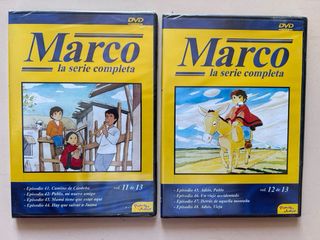 DVD
VIDEO
Marco
la serie completa
- Episodio 41. Camino de Córdoba
- Episodio 42. Pablo, un nuevo amigo
- Episodio 43. Mamá tiene que estar aquí
- Episodio 44. Hay que salvar a Juana
vol. 11 de 13
DVD
VIDEO
Marco
la serie completa
- Episodio 45. Adiós, Pablo
- Episodio 46. Un viaje accidentado
- Episodio 47. Detrás de aquella montaña
- Episodio 48. Adiós, Vieja
vol. 12 de 13